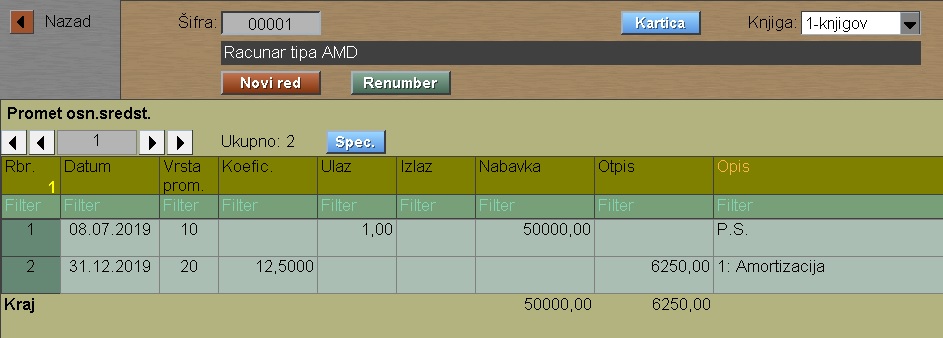 Nazad Šifra: 00001 Kartica Knjiga: 1-knjigov
Racunar tipa AMD
Novi red Renumber
Promet osn.sredst.
1 Ukupno: 2 Spec.
Rbr. Datum Vrsta prom. Koefic. Ulaz Izlaz Nabavka Otpis Opis
1
Filter Filter Filter Filter Filter Filter Filter Filter Filter
1 08.07.2019 10 1,00 50000,00 P.S.
2 31.12.2019 20 12,5000 6250,00 1: Amortizacija
Kraj 50000,00 6250,00